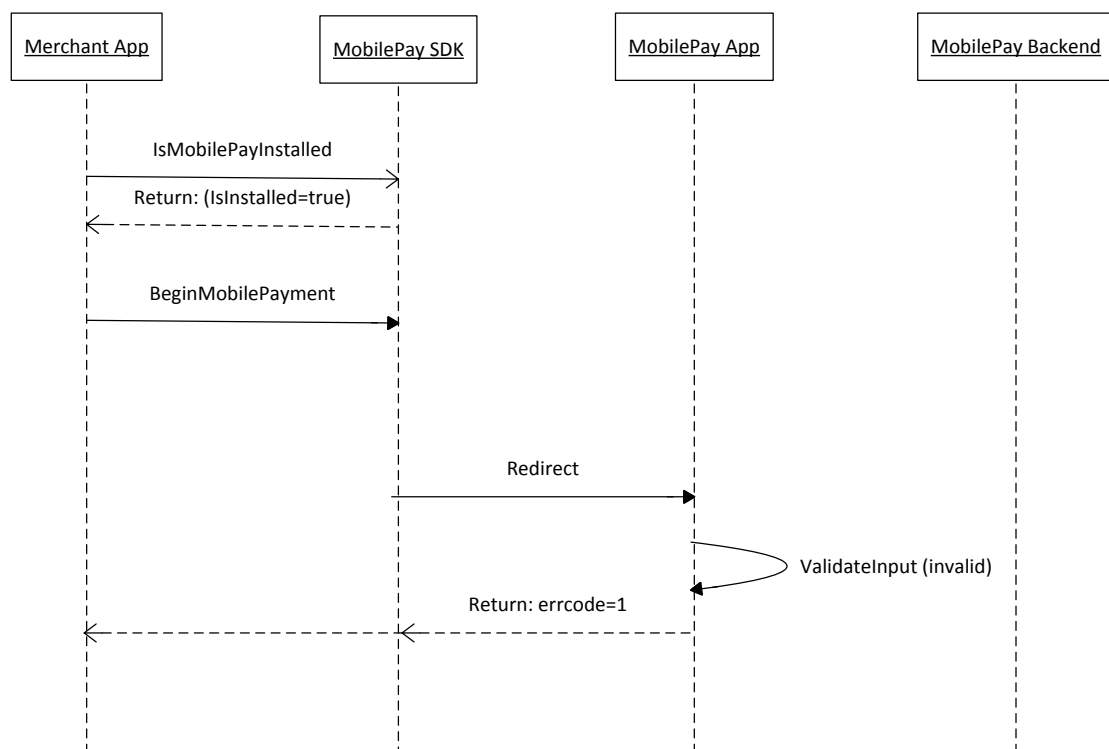 Merchant App
MobilePay SDK
MobilePay App
MobilePay Backend
IsMobilePayInstalled
Return: (IsInstalled=true)
BeginMobilePayment
Redirect
ValidateInput (invalid)
Return: errcode=1